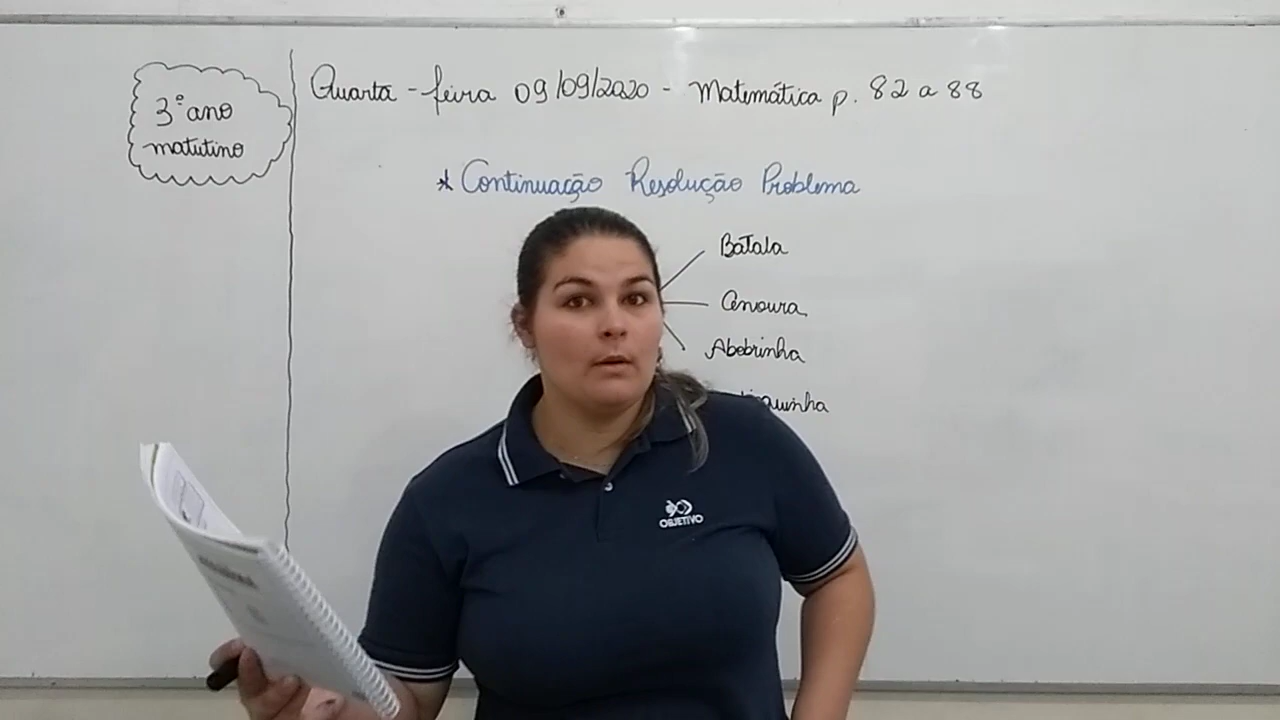 3º ano
matutino
Quarta - feira 09/09/2020 - Matemática p. 82 a 88
* Continuação Resolução Problema
Batata
Cenoura
Abobrinha
OBJETIVO